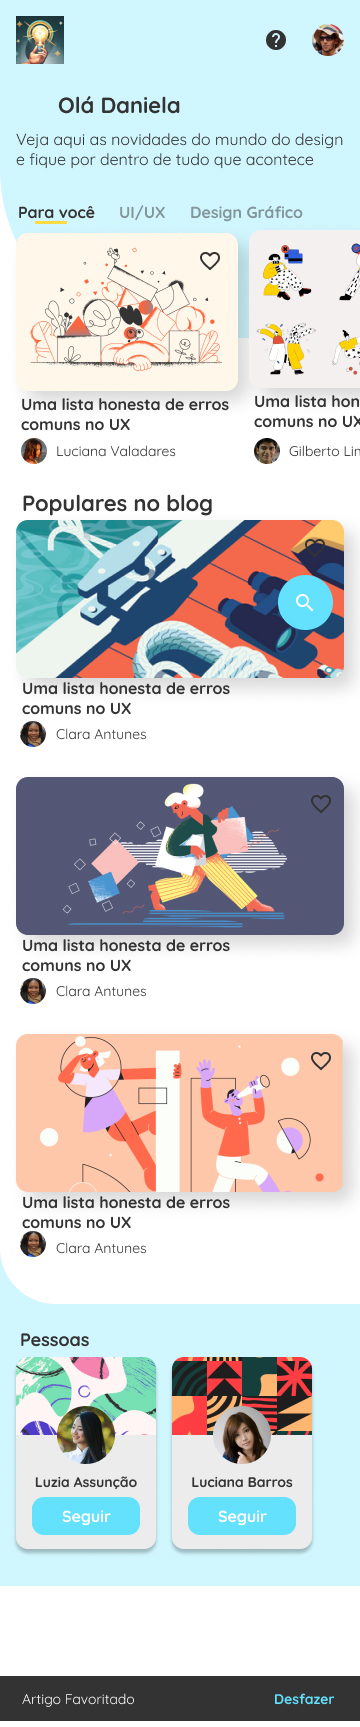 Olá Daniela
Veja aqui as novidades do mundo do design
e fique por dentro de tudo que acontece
Para você UI/UX Design Gráfico
Uma lista honesta de erros
comuns no UX
Luciana Valadares
Uma lista hon
comuns no UX
Gilberto Lin
Populares no blog
Uma lista honesta de erros
comuns no UX
Clara Antunes
Uma lista honesta de erros
comuns no UX
Clara Antunes
Uma lista honesta de erros
comuns no UX
Clara Antunes
Pessoas
Luzia Assunção
Seguir
Luciana Barros
Seguir
Artigo Favoritado Desfazer